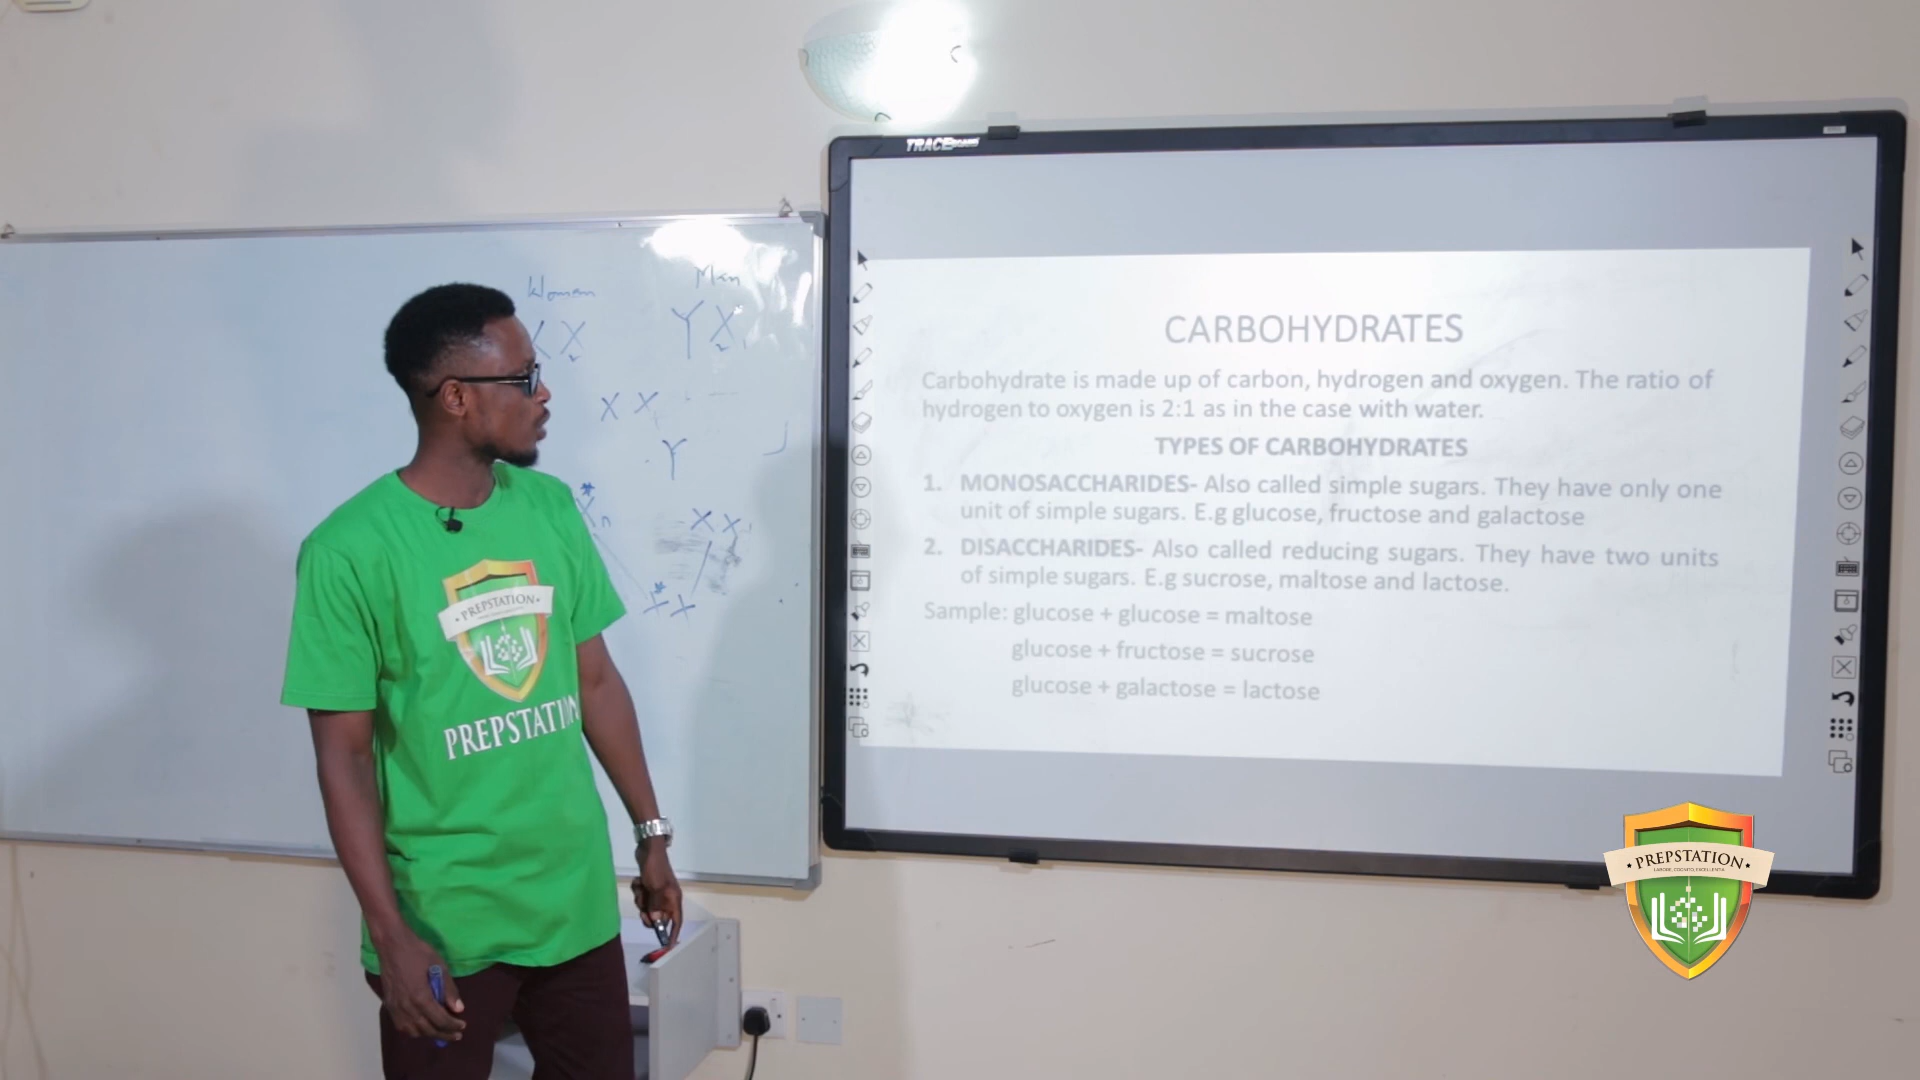 Women
Man
X X
Y X
X X
Y
X n
X X
X X
PREPSTATION
PREPSTATION
TRACEBOARD
CARBOHYDRATES
Carbohydrate is made up of carbon, hydrogen and oxygen. The ratio of
hydrogen to oxygen is 2:1 as in the case with water.
TYPES OF CARBOHYDRATES
1. MONOSACCHARIDES- Also called simple sugars. They have only one
unit of simple sugars. E.g glucose, fructose and galactose
2. DISACCHARIDES- Also called reducing sugars. They have two units
of simple sugars. E.g sucrose, maltose and lactose.
Sample: glucose + glucose = maltose
glucose + fructose = sucrose
glucose + galactose = lactose
PREPSTATION